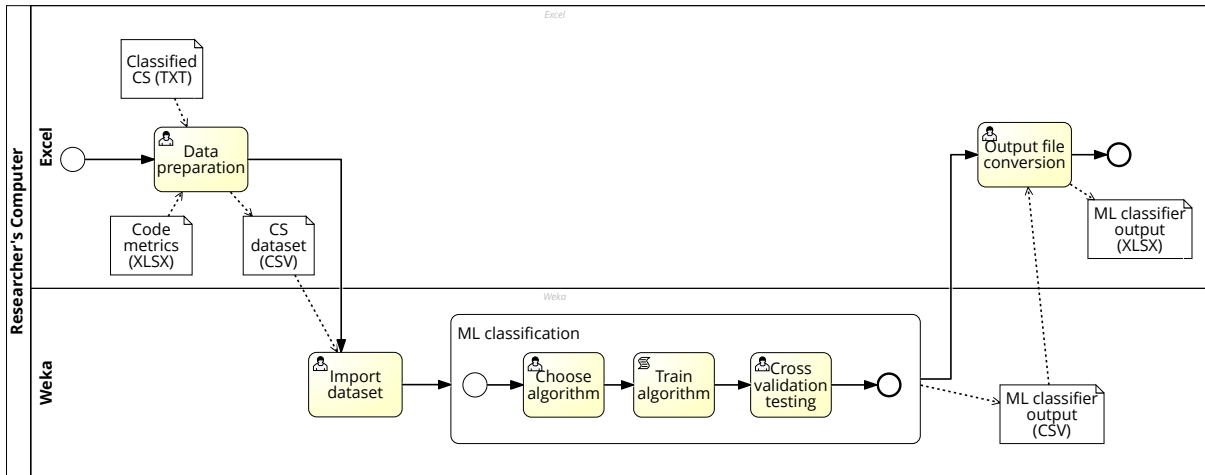 Researcher's Computer
Excel
Excel
Classified
CS (TXT)
Data
preparation
Code
metrics
(XLSX)
CS
dataset
(CSV)
Output file
conversion
ML classifier
output
(XLSX)
Weka
Weka
Import
dataset
ML classification
Choose
algorithm
Train
algorithm
Cross
validation
testing
ML classifier
output
(CSV)